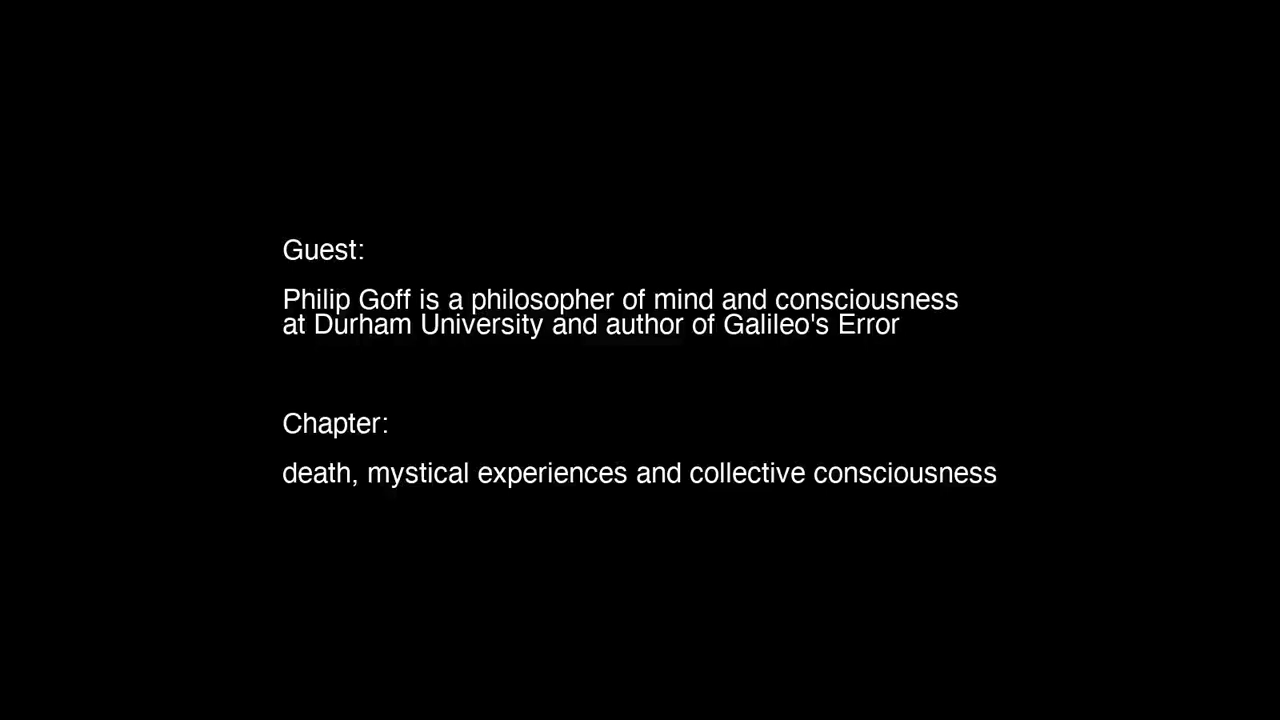 Guest:
Philip Goff is a philosopher of mind and consciousness
at Durham University and author of Galileo's Error
Chapter:
death, mystical experiences and collective consciousness